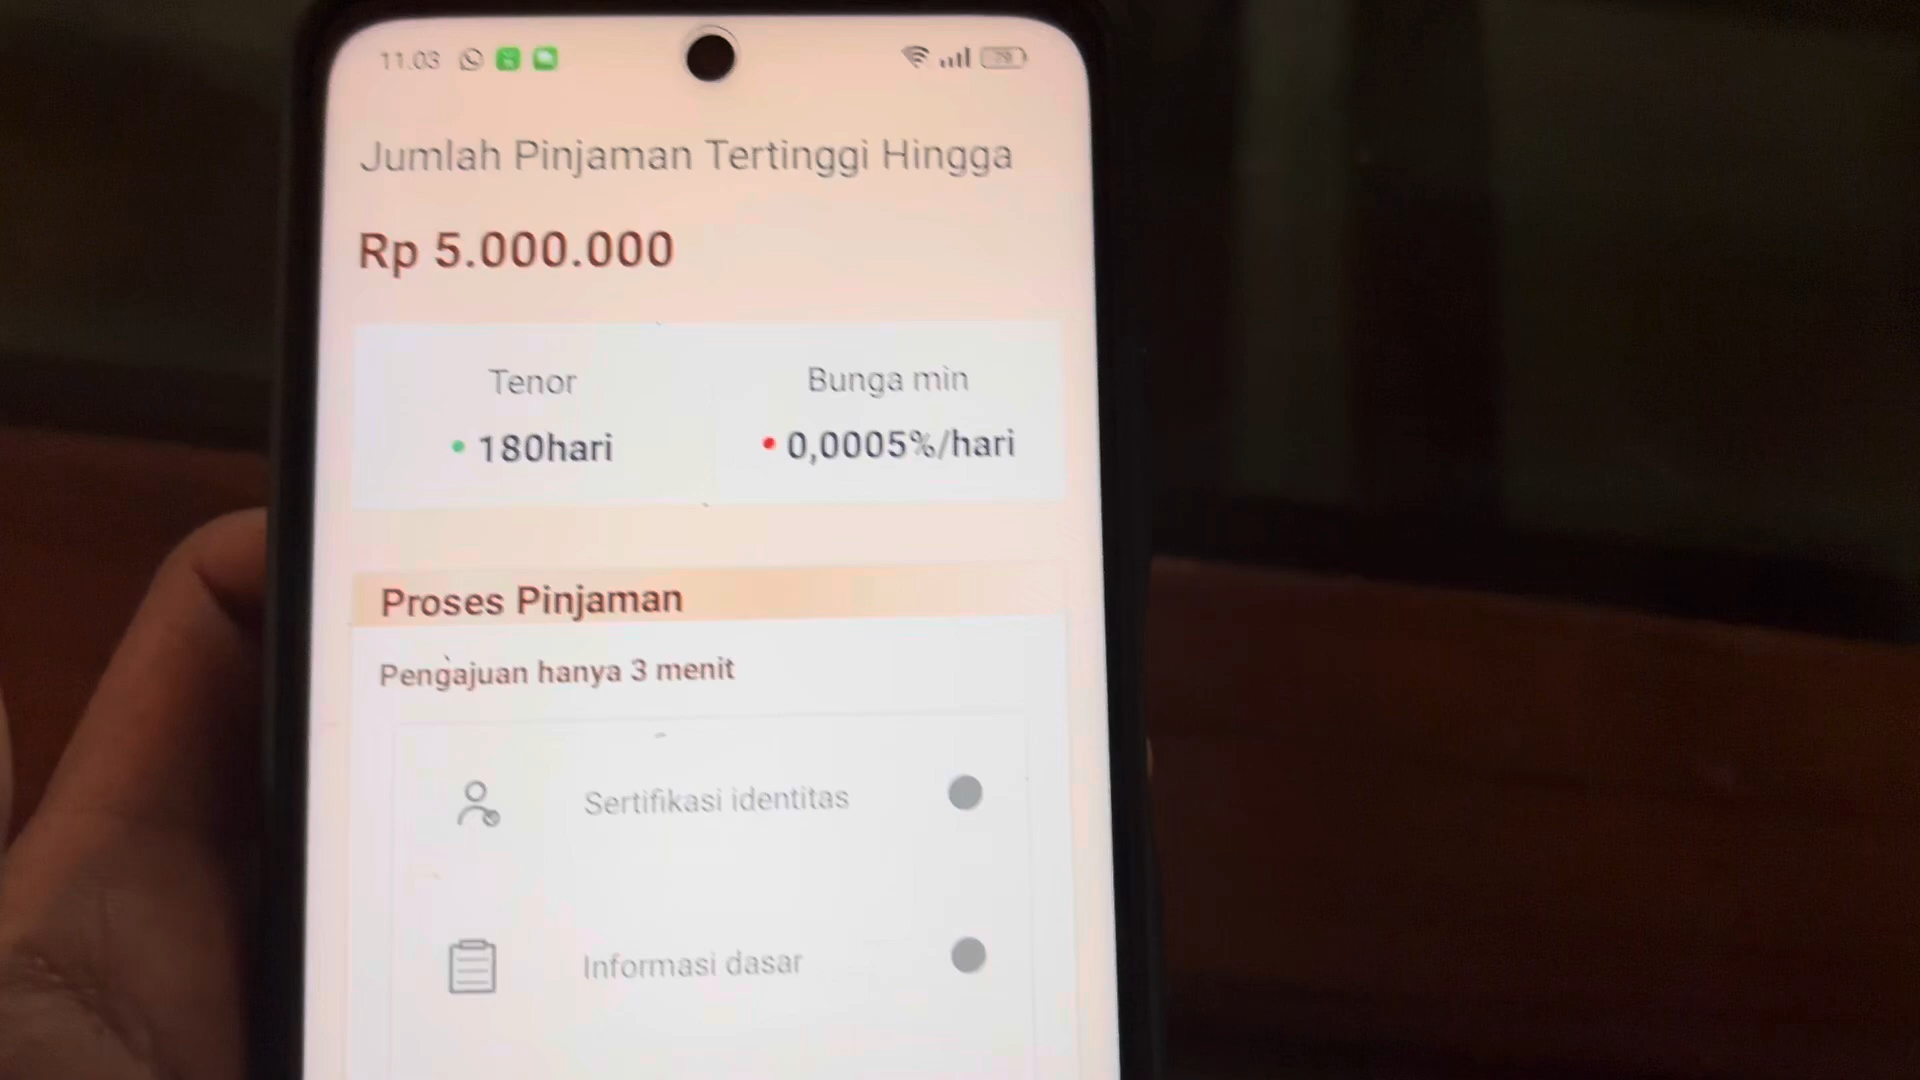 11.03
79
Jumlah Pinjaman Tertinggi Hingga
Rp 5.000.000
Tenor
Bunga min
180hari
0,0005%/hari
Proses Pinjaman
Pengajuan hanya 3 menit
Sertifikasi identitas
Informasi dasar